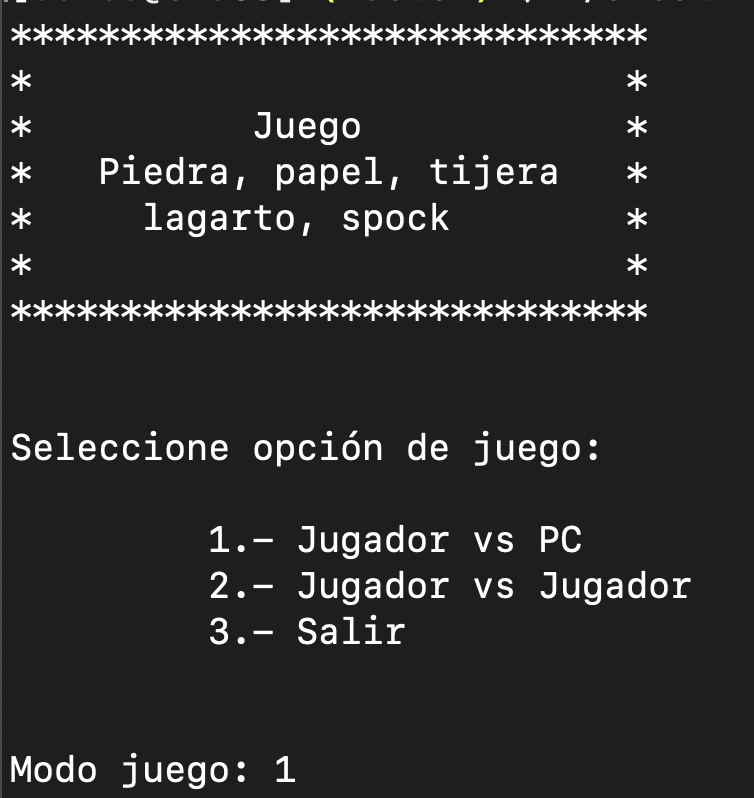 *****************************
*                           *
*          Juego            *
*   Piedra, papel, tijera   *
*     lagarto, spock        *
*                           *
*****************************
Seleccione opción de juego:
1.- Jugador vs PC
2.- Jugador vs Jugador
3.- Salir
Modo juego: 1